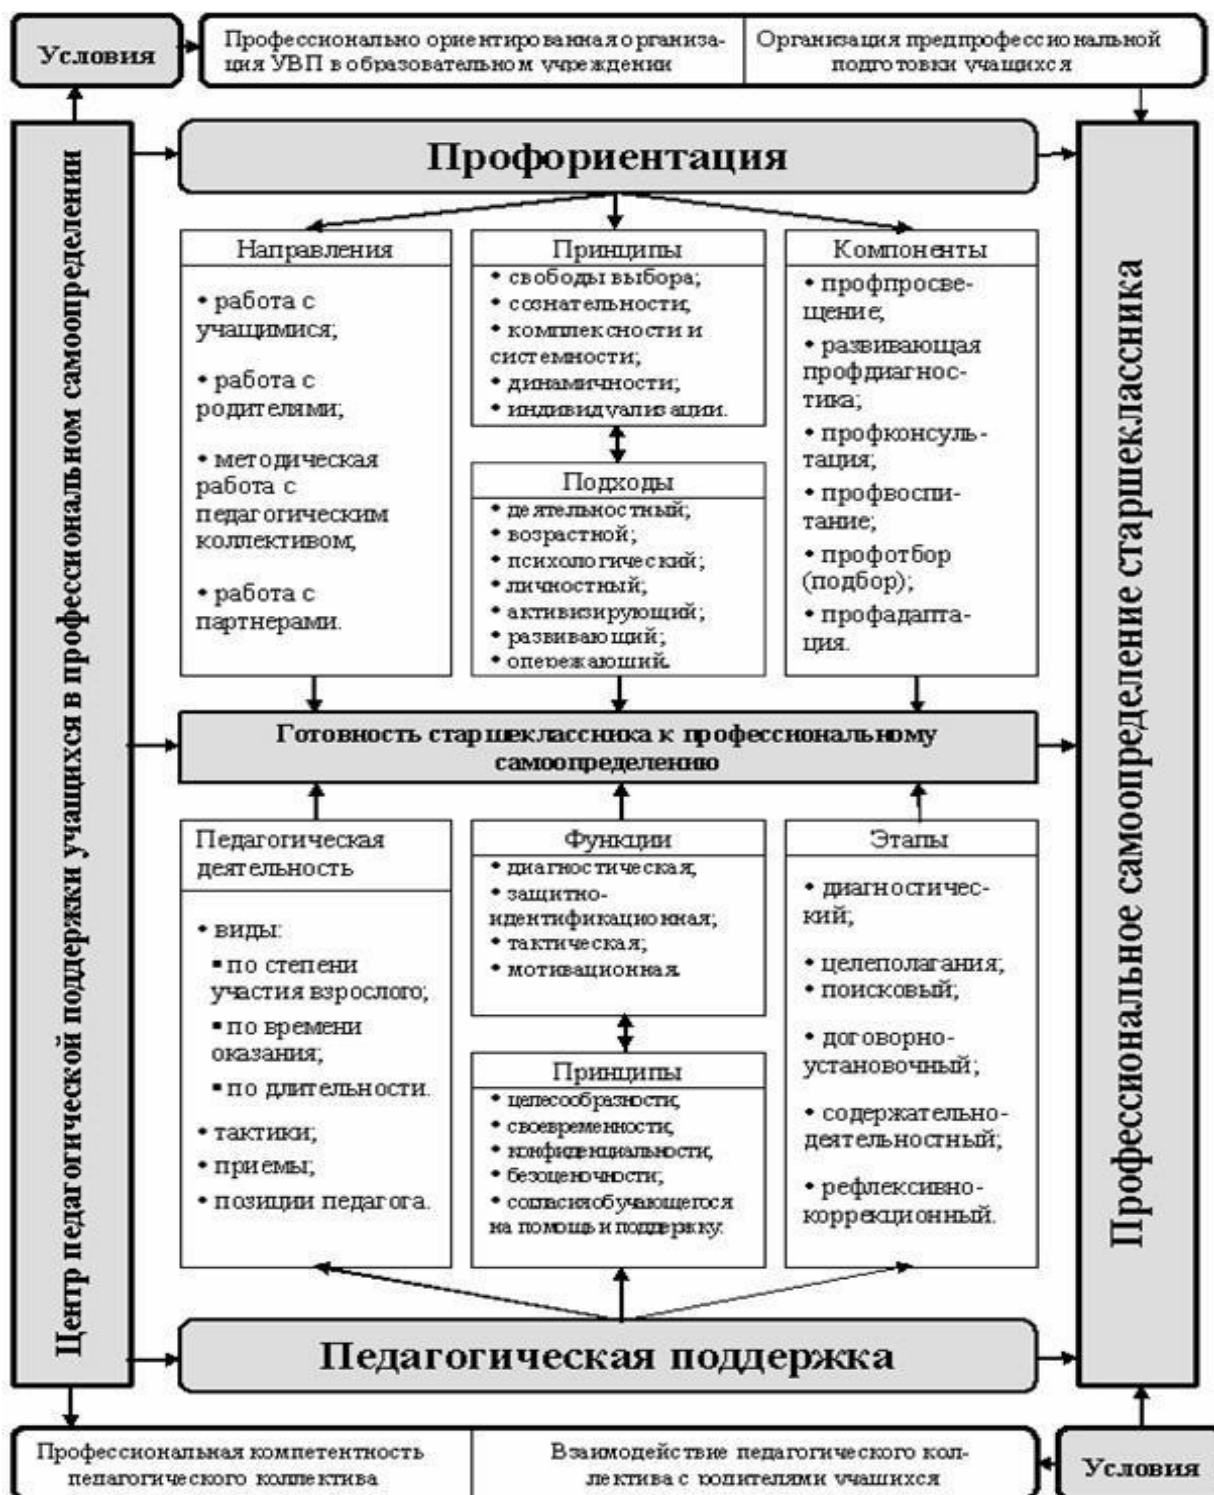 Условия
Профессионально ориентированная организа-
ция УВП в образовательном учреждении
Организация предпрофессиональной
подготовки учащихся
Центр педагогической поддержки учащихся в профессиональном самоопределении
Профориентация
Направления
• работа с
учащимися;
• работа с
родителями;
• методическая
работа с
педагогическим
коллективом;
• работа с
партнерами.
Принципы
• свободы выбора;
• сознательности;
• комплексности и
системности;
• динамичности;
• индивидуализации.
Подходы
• деятельностный;
• возрастной;
• психологический;
• личностный;
• активизирующий;
• развивающий;
• опережающий.
Компоненты
• профпросве-
щение;
• развивающая
профдиагнос-
тика;
• профконсуль-
тация;
• профвоспи-
тание;
• профотбор
(подбор);
• профадапта-
ция.
Готовность старшеклассника к профессиональному
самоопределению
Педагогическая
деятельность
• виды:
▪ по степени
участия взрослого;
▪ по времени
оказания;
▪ по длительности.
• тактики;
• приемы;
• позиции педагога.
Функции
• диагностическая;
• защитно-
идентификационная;
• тактическая;
• мотивационная.
Принципы
• целесообразности;
• своевременности;
• конфиденциальности;
• безоценочности;
• согласия обучающегося
на помощь и поддержку.
Этапы
• диагностичес-
кий;
• целеполагания;
• поисковый;
• договорно-
установочный;
• содержательно-
деятельностный;
• рефлексивно-
коррекционный.
Педагогическая поддержка
Профессиональное самоопределение старшеклассника
Профессиональная компетентность
педагогического коллектива
Взаимодействие педагогического кол-
лектива с родителями учащихся
Условия